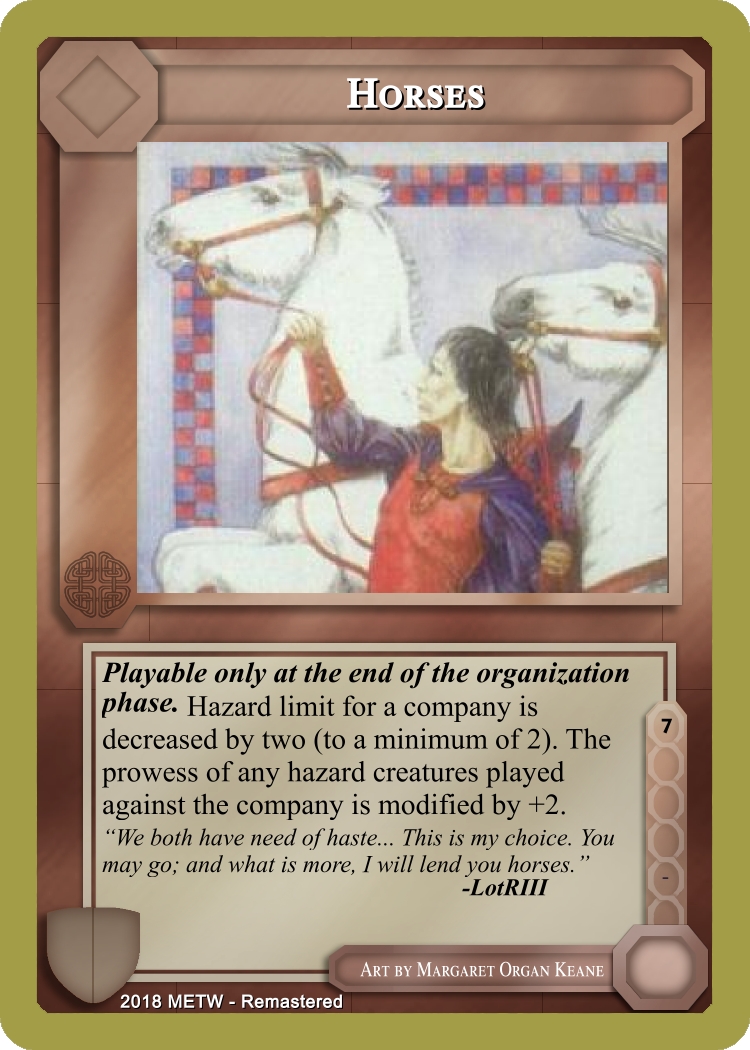 HORSES
Playable only at the end of the organization
phase. Hazard limit for a company is
decreased by two (to a minimum of 2). The
prowess of any hazard creatures played
against the company is modified by +2.
“We both have need of haste... This is my choice. You
may go; and what is more, I will lend you horses.”
-LotRIII
7
-
ART BY MARGARET ORGAN KEANE
2018 METW - Remastered